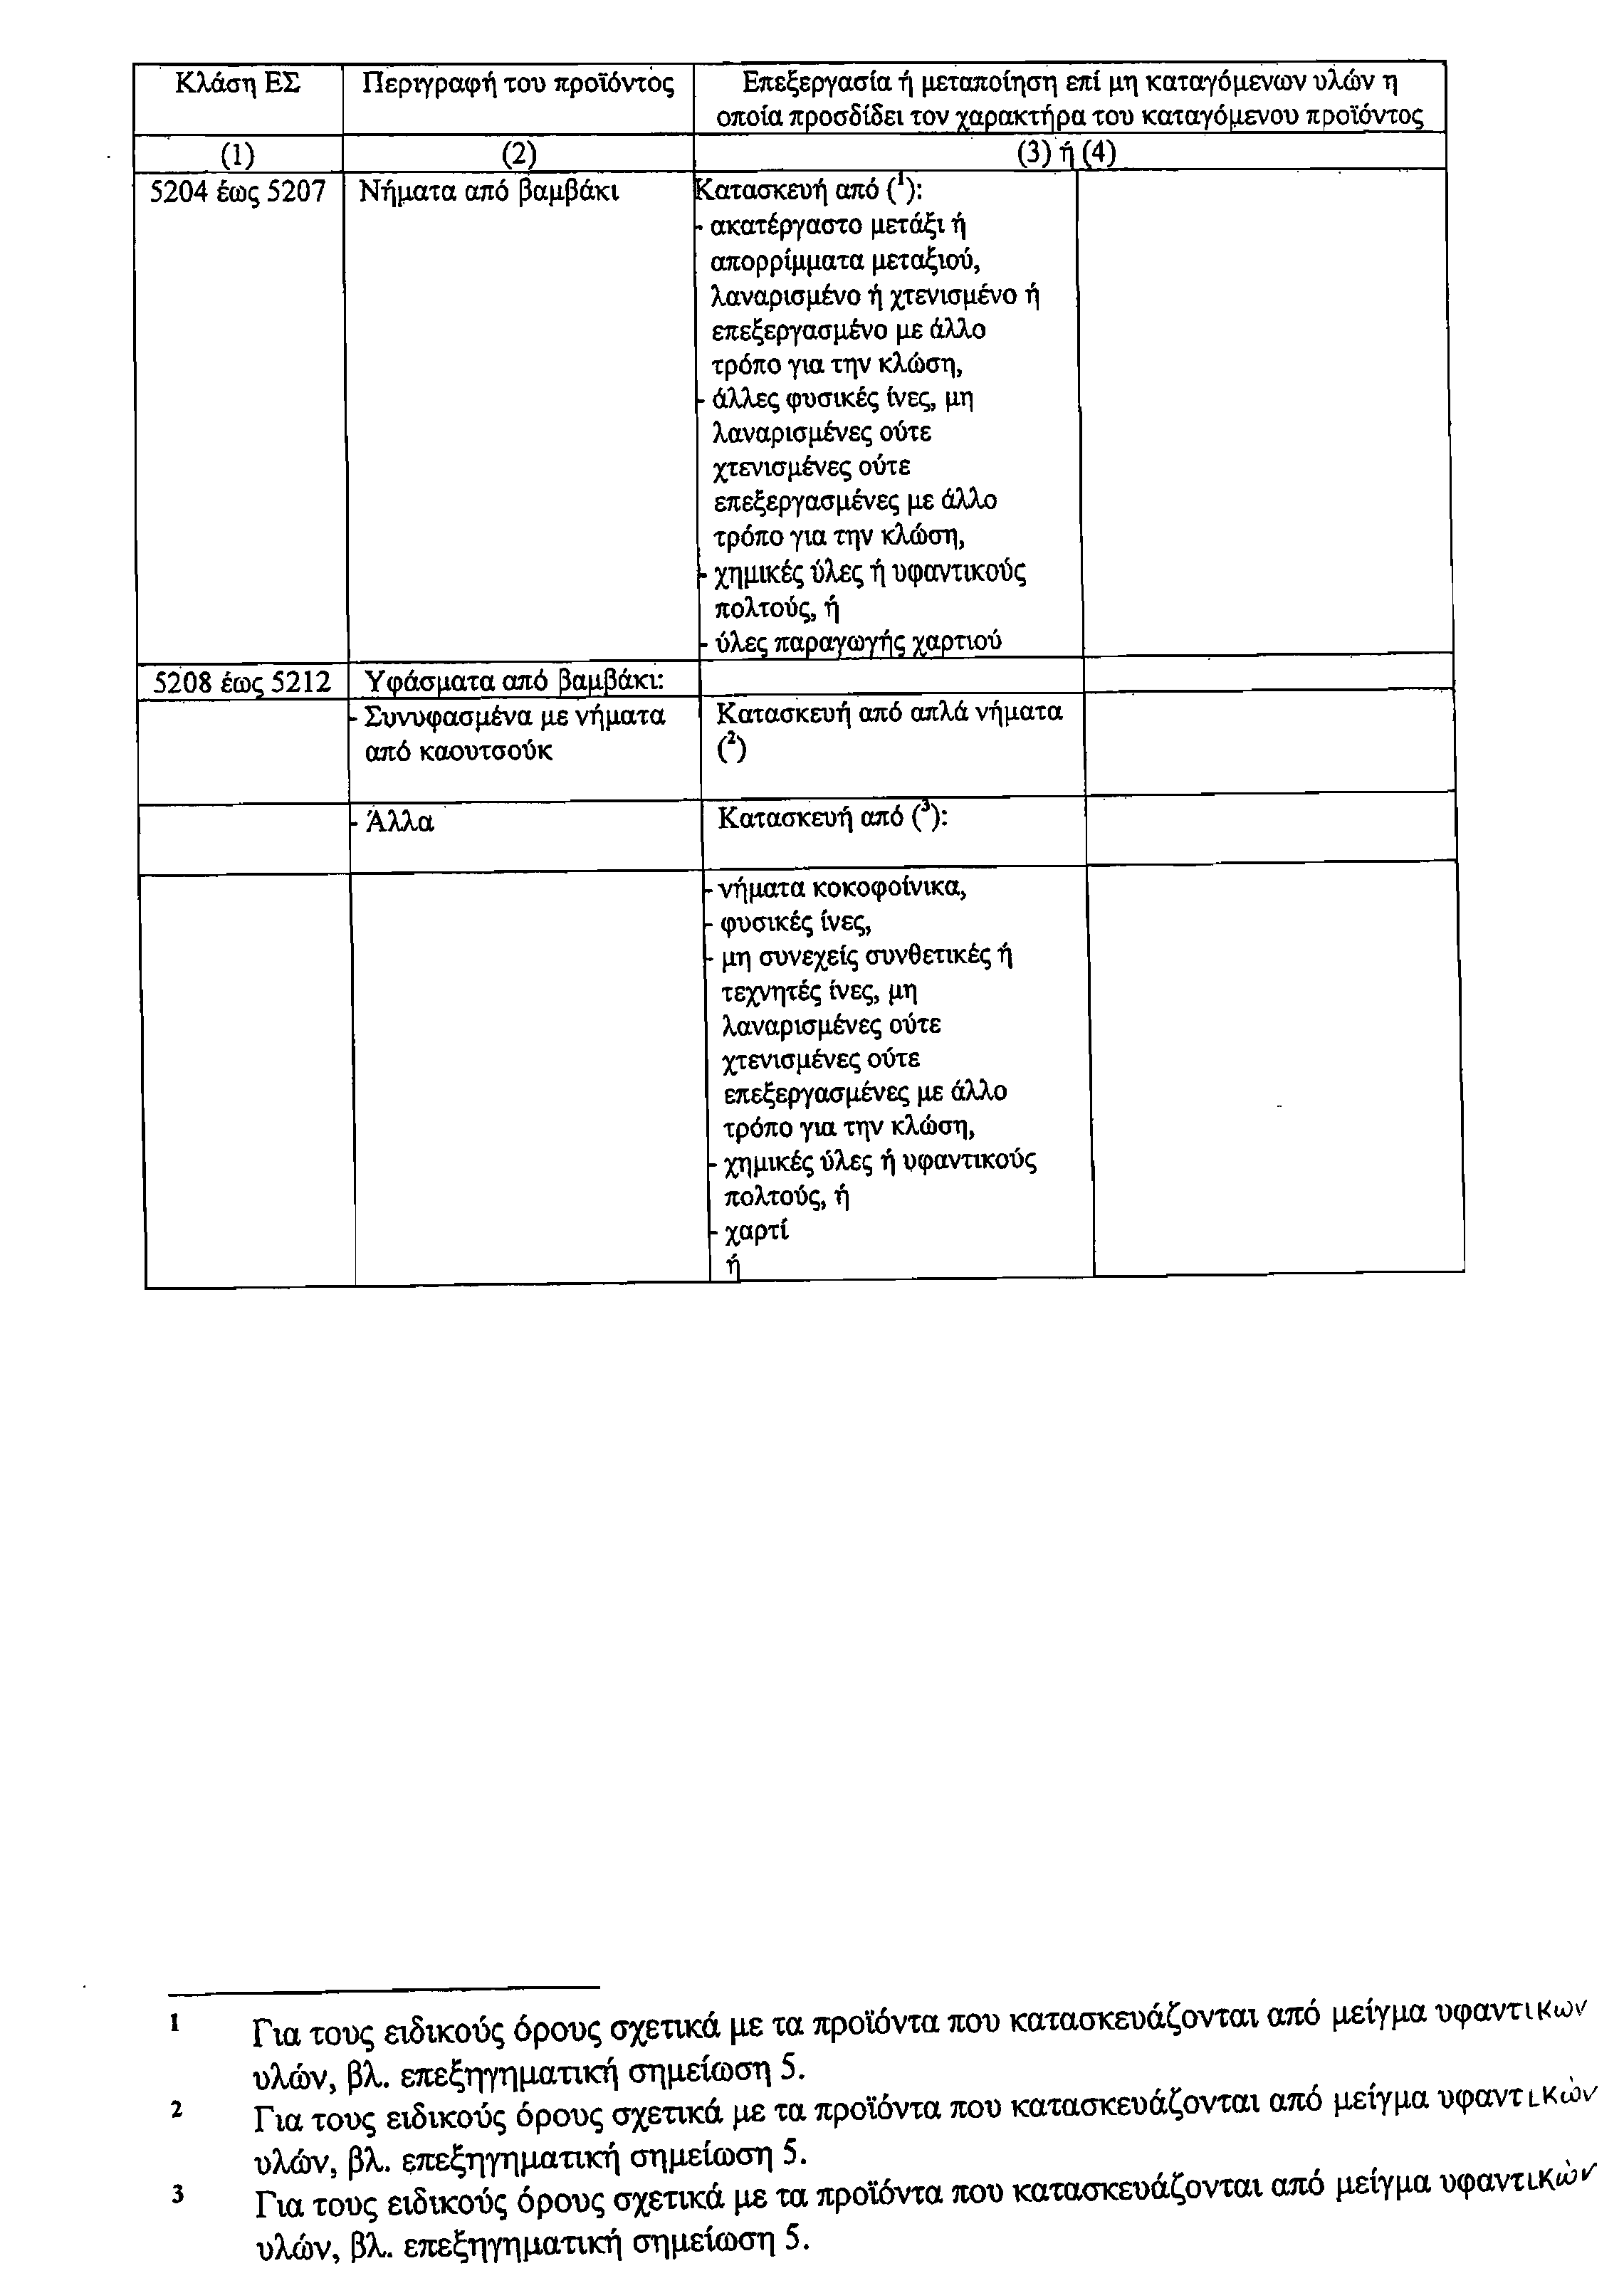 Κλάση ΕΣ
Περιγραφή του προϊόντος
Επεξεργασία ή μεταποίηση επί μη καταγόμενων υλών η
οποία προσδίδει τον χαρακτήρα του καταγόμενου προϊόντος
(1)
(2)
(3) ή (4)
5204 έως 5207
Νήματα από βαμβάκι
Κατασκευή από (1):
- ακατέργαστο μετάξι ή
απορρίμματα μεταξιού,
λαναρισμένο ή χτενισμένο ή
επεξεργασμένο με άλλο
τρόπο για την κλώση,
- άλλες φυσικές ίνες, μη
λαναρισμένες ούτε
χτενισμένες ούτε
επεξεργασμένες με άλλο
τρόπο για την κλώση,
- χημικές ύλες ή υφαντικούς
πολτούς, ή
- ύλες παραγωγής χαρτιού
5208 έως 5212
Υφάσματα από βαμβάκι:
- Συνυφασμένα με νήματα
από καουτσούκ
Κατασκευή από απλά νήματα
(2)
- Άλλα
Κατασκευή από (3):
- νήματα κοκοφοίνικα,
- φυσικές ίνες,
- μη συνεχείς συνθετικές ή
τεχνητές ίνες, μη
λαναρισμένες ούτε
χτενισμένες ούτε
επεξεργασμένες με άλλο
τρόπο για την κλώση,
- χημικές ύλες ή υφαντικούς
πολτούς, ή
- χαρτί
ή
1 Για τους ειδικούς όρους σχετικά με τα προϊόντα που κατασκευάζονται από μείγμα υφαντικων
υλών, βλ. επεξηγηματική σημείωση 5.
2 Για τους ειδικούς όρους σχετικά με τα προϊόντα που κατασκευάζονται από μείγμα υφαντικών
υλών, βλ. επεξηγηματική σημείωση 5.
3 Για τους ειδικούς όρους σχετικά με τα προϊόντα που κατασκευάζονται από μείγμα υφαντικών
υλών, βλ. επεξηγηματική σημείωση 5.